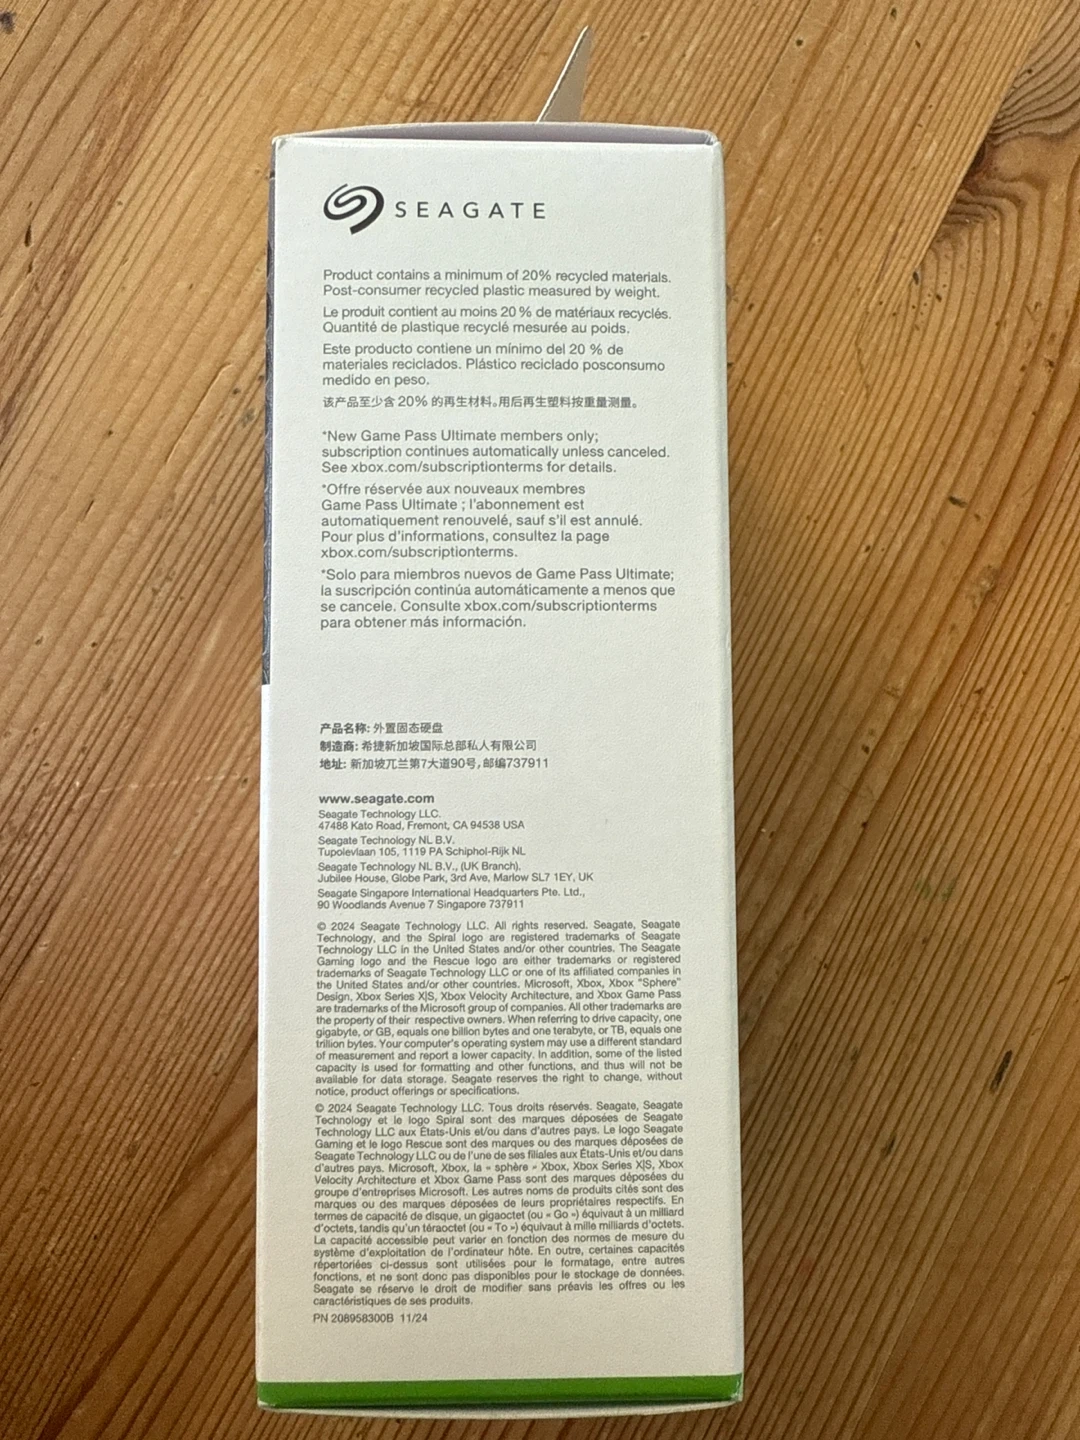 SEAGATE
Product contains a minimum of 20% recycled materials.
Post-consumer recycled plastic measured by weight.
Le produit contient au moins 20 % de matériaux recyclés.
Quantité de plastique recyclé mesurée au poids.
Este producto contiene un mínimo del 20 % de
materiales reciclados. Plástico reciclado posconsumo
medido en peso.
该产品至少含 20% 的再生材料。用后再生塑料按重量测量。
*New Game Pass Ultimate members only;
subscription continues automatically unless canceled.
See xbox.com/subscriptionterms for details.
*Offre réservée aux nouveaux membres
Game Pass Ultimate ; l'abonnement est
automatiquement renouvelé, sauf s'il est annulé.
Pour plus d'informations, consultez la page
xbox.com/subscriptionterms.
*Solo para miembros nuevos de Game Pass Ultimate;
la suscripción continúa automáticamente a menos que
se cancele. Consulte xbox.com/subscriptionterms
para obtener más información.
产品名称: 外置固态硬盘
制造商: 希捷新加坡国际总部私人有限公司
地址: 新加坡兀兰第7大道90号,邮编737911
www.seagate.com
Seagate Technology LLC.
47488 Kato Road, Fremont, CA 94538 USA
Seagate Technology NL B.V.
Tupolevlaan 105, 1119 PA Schiphol-Rijk NL
Seagate Technology NL B.V., (UK Branch).
Jubilee House, Globe Park, 3rd Ave, Marlow SL7 1EY, UK
Seagate Singapore International Headquarters Pte. Ltd.,
90 Woodlands Avenue 7 Singapore 737911
© 2024 Seagate Technology LLC. All rights reserved. Seagate, Seagate
Technology, and the Spiral logo are registered trademarks of Seagate
Technology LLC in the United States and/or other countries. The Seagate
Gaming logo and the Rescue logo are either trademarks or registered
trademarks of Seagate Technology LLC or one of its affiliated companies in
the United States and/or other countries. Microsoft, Xbox, Xbox "Sphere"
Design, Xbox Series X|S, Xbox Velocity Architecture, and Xbox Game Pass
are trademarks of the Microsoft group of companies. All other trademarks are
the property of their respective owners. When referring to drive capacity, one
gigabyte, or GB, equals one billion bytes and one terabyte, or TB, equals one
trillion bytes. Your computer's operating system may use a different standard
of measurement and report a lower capacity. In addition, some of the listed
capacity is used for formatting and other functions, and thus will not be
available for data storage. Seagate reserves the right to change, without
notice, product offerings or specifications.
© 2024 Seagate Technology LLC. Tous droits réservés. Seagate, Seagate
Technology et le logo Spiral sont des marques déposées de Seagate
Technology LLC aux États-Unis et/ou dans d'autres pays. Le logo Seagate
Gaming et le logo Rescue sont des marques ou des marques déposées de
Seagate Technology LLC ou de l'une de ses filiales aux États-Unis et/ou dans
d'autres pays. Microsoft, Xbox, la « sphère » Xbox, Xbox Series X|S, Xbox
Velocity Architecture et Xbox Game Pass sont des marques déposées du
groupe d'entreprises Microsoft. Les autres noms de produits cités sont des
marques ou des marques déposées de leurs propriétaires respectifs. En
termes de capacité de disque, un gigaoctet (ou « Go ») équivaut à un milliard
d'octets, tandis qu'un téraoctet (ou « To ») équivaut à mille milliards d'octets.
La capacité accessible peut varier en fonction des normes de mesure du
système d'exploitation de l'ordinateur hôte. En outre, certaines capacités
répertoriées ci-dessus sont utilisées pour le formatage, entre autres
fonctions, et ne sont donc pas disponibles pour le stockage de données.
Seagate se réserve le droit de modifier sans préavis les offres ou les
caractéristiques de ses produits.
PN 208958300B 11/24